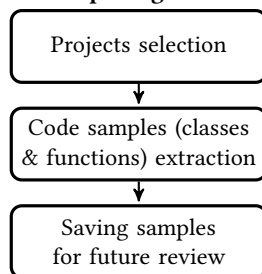 Projects selection
Code samples (classes
& functions) extraction
Saving samples
for future review